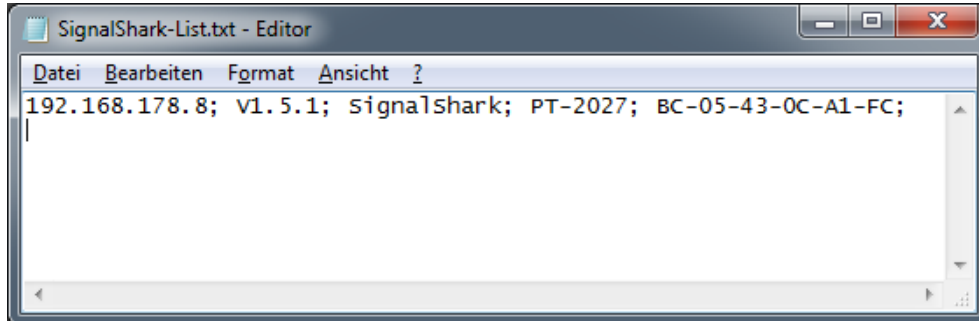 SignalShark-List.txt - Editor
Datei Bearbeiten Format Ansicht ?
192.168.178.8; V1.5.1; SignalShark; PT-2027; BC-05-43-0C-A1-FC;